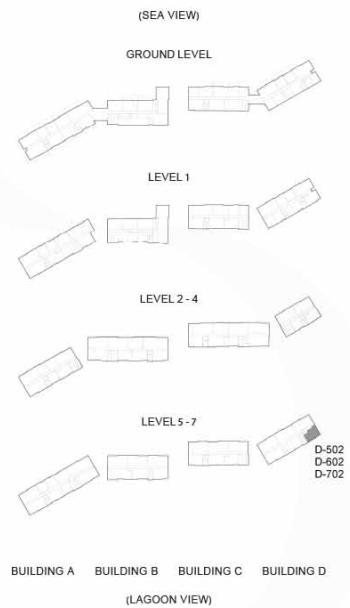 (SEA VIEW)
GROUND LEVEL
LEVEL 1
LEVEL 2 - 4
LEVEL 5 - 7
D-502
D-602
D-702
BUILDING A BUILDING B BUILDING C BUILDING D
(LAGOON VIEW)